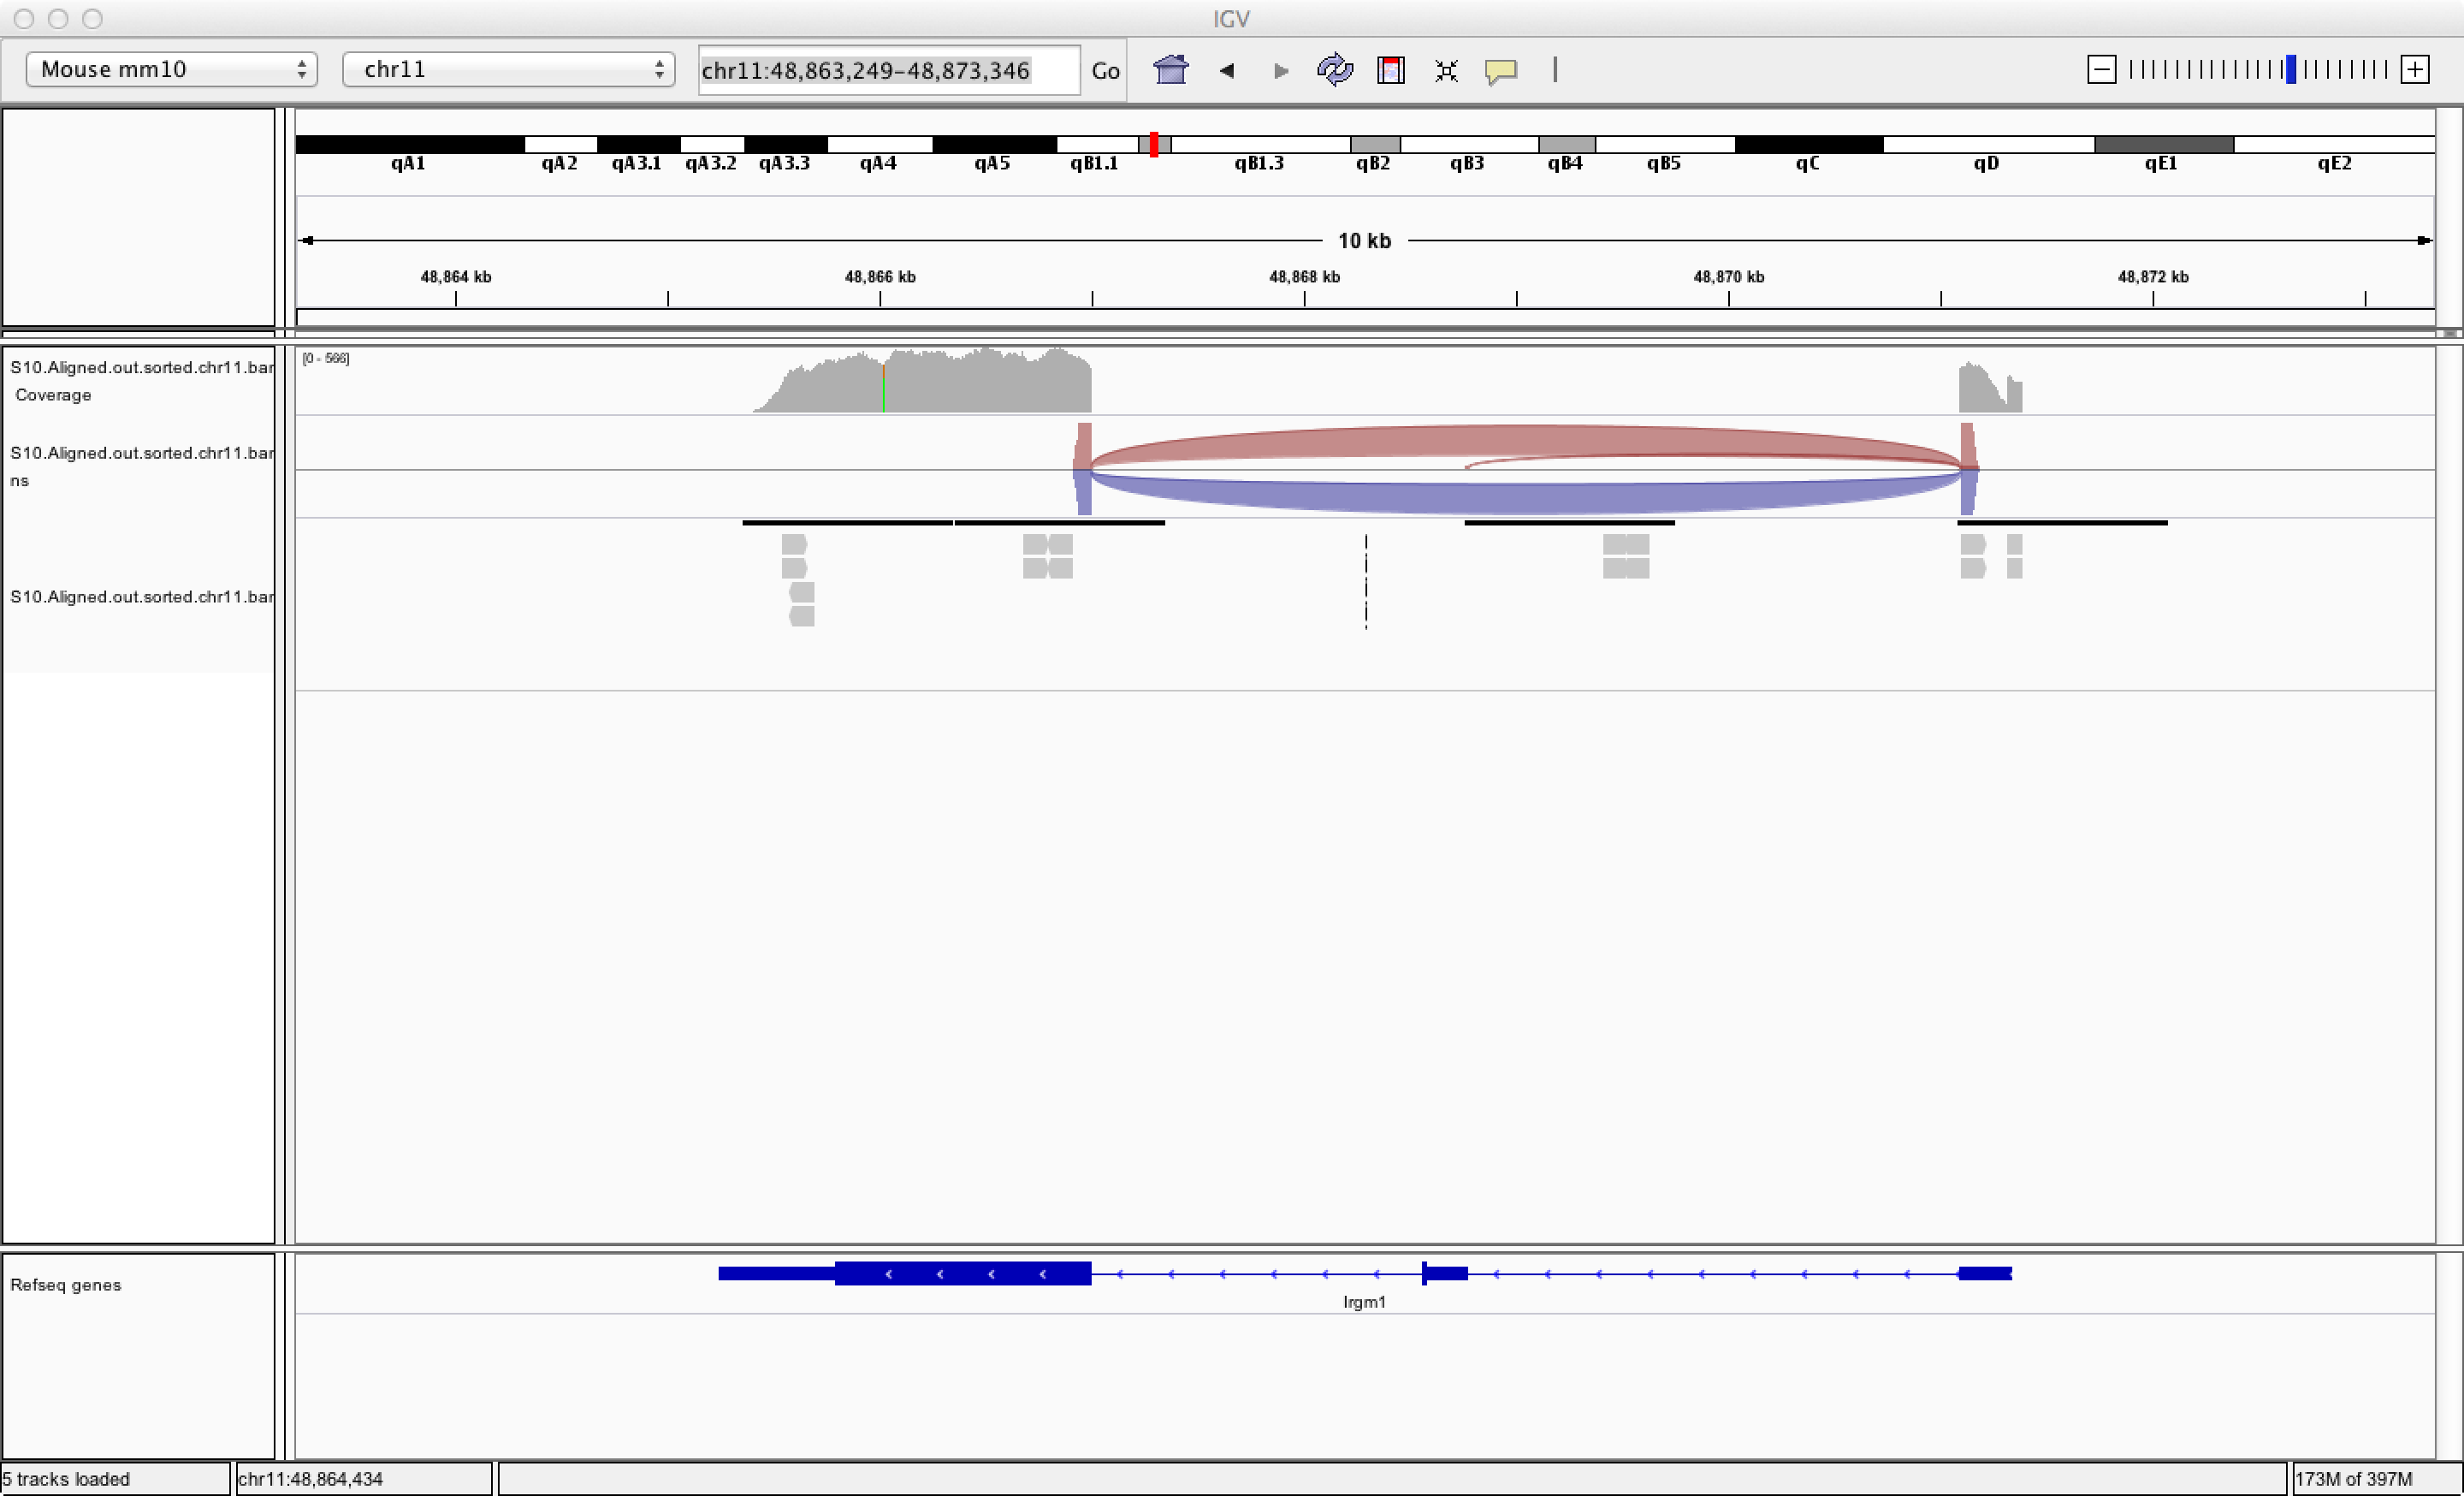 IGV
Mouse mm10 chr11 chr11:48,863,249-48,873,346 Go
qA1 qA2 qA3.1 qA3.2 qA3.3 qA4 qA5 qB1.1 qB1.3 qB2 qB3 qB4 qB5 qC qD qE1 qE2
10 kb
48,864 kb 48,866 kb 48,868 kb 48,870 kb 48,872 kb
S10.Aligned.out.sorted.chr11.bar
Coverage
[0 - 566]
S10.Aligned.out.sorted.chr11.bar
ns
S10.Aligned.out.sorted.chr11.bar
Refseq genes
Irgm1
5 tracks loaded chr11:48,864,434 173M of 397M